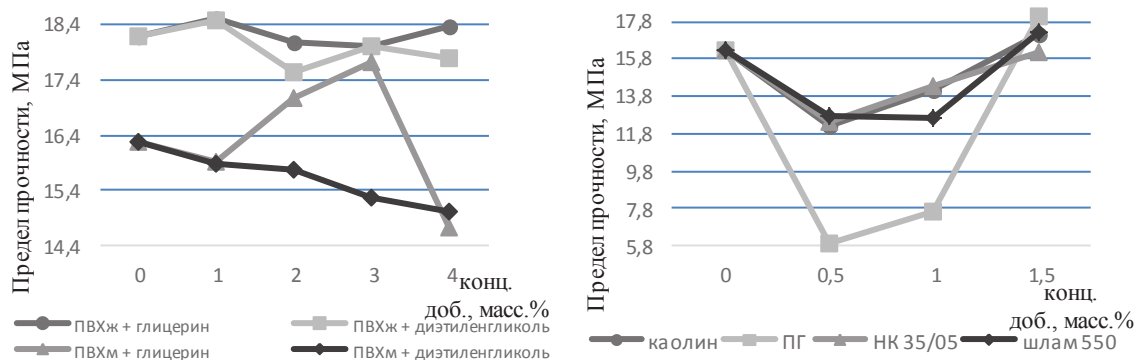 Предел прочности, МПа
18,4
17,4
16,4
15,4
14,4
0 1 2 3 4
конц.
доб., масс.%
ПВХж + глицерин ПВХж + диэтиленгликоль
ПВХм + глицерин ПВХм + диэтиленгликоль
Предел прочности, МПа
17,8
15,8
13,8
11,8
9,8
7,8
5,8
0 0,5 1 1,5
конц.
доб., масс.%
каолин ПГ НК 35/05 шлам 550